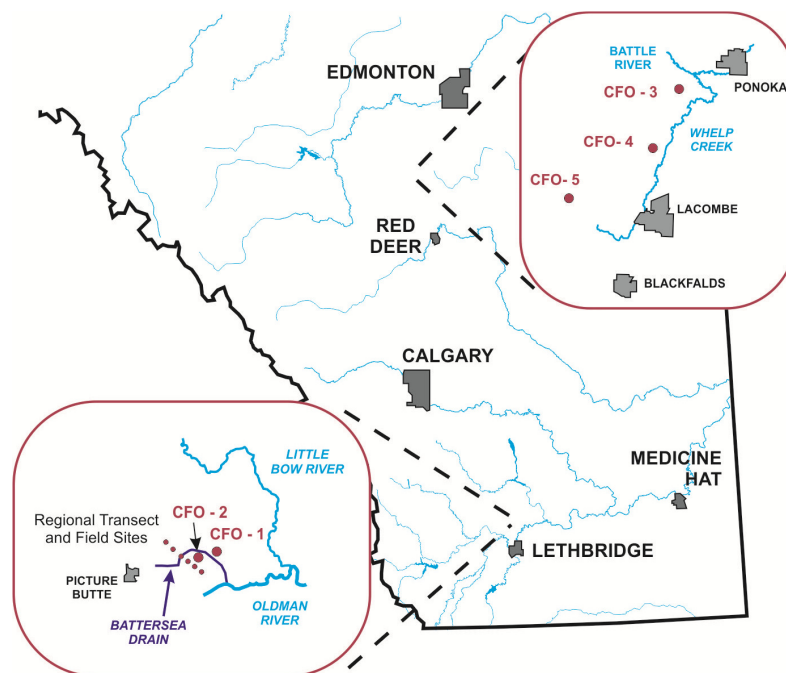 EDMONTON
BATTLE
RIVER
PONOKA
CFO - 3
CFO- 4
WHELP
CREEK
CFO- 5
LACOMBE
BLACKFALDS
RED
DEER
CALGARY
MEDICINE
HAT
LETHBRIDGE
LITTLE
BOW RIVER
CFO - 2
CFO - 1
Regional Transect
and Field Sites
PICTURE
BUTTE
BATTERSEA
DRAIN
OLDMAN
RIVER